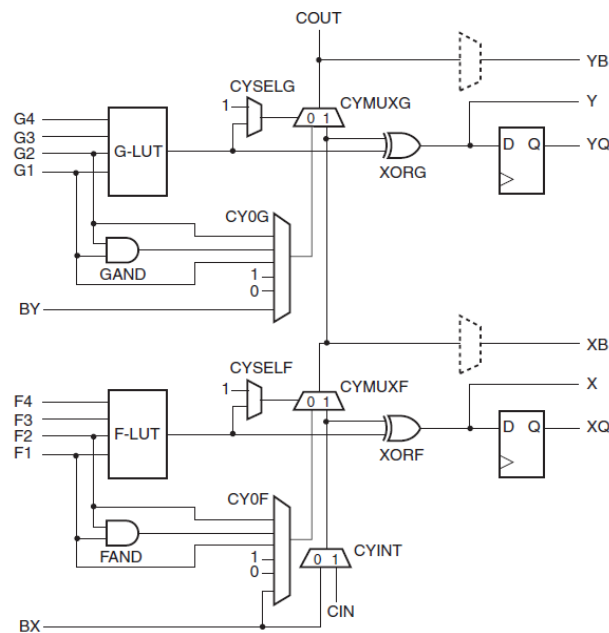 COUT
YB
CYSELG
CYMUXG
1
0 1
Y
G4
G3
G2
G1
G-LUT
D Q
YQ
XORG
CY0G
GAND
1
0
BY
XB
CYSELF
CYMUXF
1
0 1
X
F4
F3
F2
F1
F-LUT
D Q
XQ
XORF
CY0F
FAND
1
0
CYINT
0 1
CIN
BX